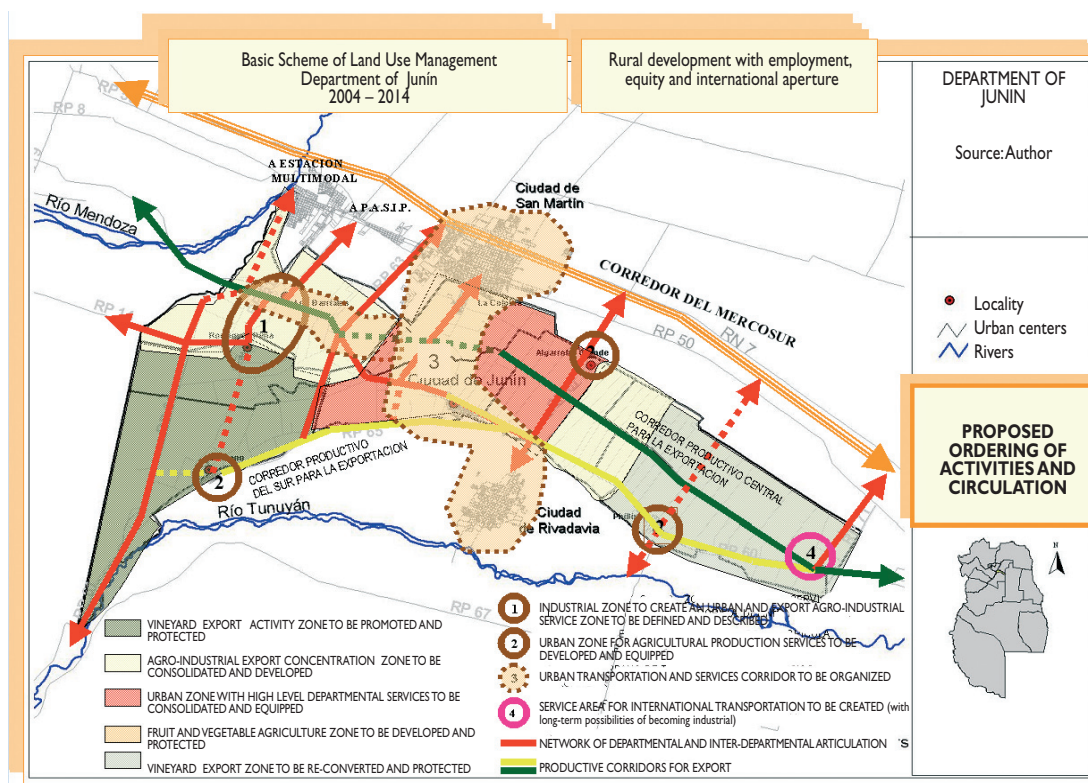 Basic Scheme of Land Use Management
Department of Junín
2004 – 2014
Rural development with employment,
equity and international aperture
DEPARTMENT OF
JUNIN
Source: Author
RP 8
A ESTACION
MULTIMODAL
Río Mendoza
A P.A.S.I.P.
RP 63
Ciudad de
San Martín
CORREDOR DEL MERCOSUR
RP 50
RN 7
Locality
Urban centers
Rivers
1
3
Ciudad de Junín
2
CORREDOR PRODUCTIVO CENTRAL
PARA LA EXPORTACION
RP 65
CORREDOR PRODUCTIVO
DEL SUR PARA LA EXPORTACION
2
Río Tunuyán
Ciudad
de Rivadavia
2
RP 60
4
RP 67
PROPOSED
ORDERING OF
ACTIVITIES AND
CIRCULATION
N
VINEYARD EXPORT ACTIVITY ZONE TO BE PROMOTED AND
PROTECTED
AGRO-INDUSTRIAL EXPORT CONCENTRATION ZONE TO BE
CONSOLIDATED AND DEVELOPED
URBAN ZONE WITH HIGH LEVEL DEPARTMENTAL SERVICES TO BE
CONSOLIDATED AND EQUIPPED
FRUIT AND VEGETABLE AGRICULTURE ZONE TO BE DEVELOPED AND
PROTECTED
VINEYARD EXPORT ZONE TO BE RE-CONVERTED AND PROTECTED
1 INDUSTRIAL ZONE TO CREATE AN URBAN AND EXPORT AGRO-INDUSTRIAL
SERVICE ZONE TO BE DEFINED AND DESCRIBED
2 URBAN ZONE FOR AGRICULTURAL PRODUCTION SERVICES TO BE
DEVELOPED AND EQUIPPED
3 URBAN TRANSPORTATION AND SERVICES CORRIDOR TO BE ORGANIZED
4 SERVICE AREA FOR INTERNATIONAL TRANSPORTATION TO BE CREATED (with
long-term possibilities of becoming industrial)
NETWORK OF DEPARTMENTAL AND INTER-DEPARTMENTAL ARTICULATION 'S
PRODUCTIVE CORRIDORS FOR EXPORT